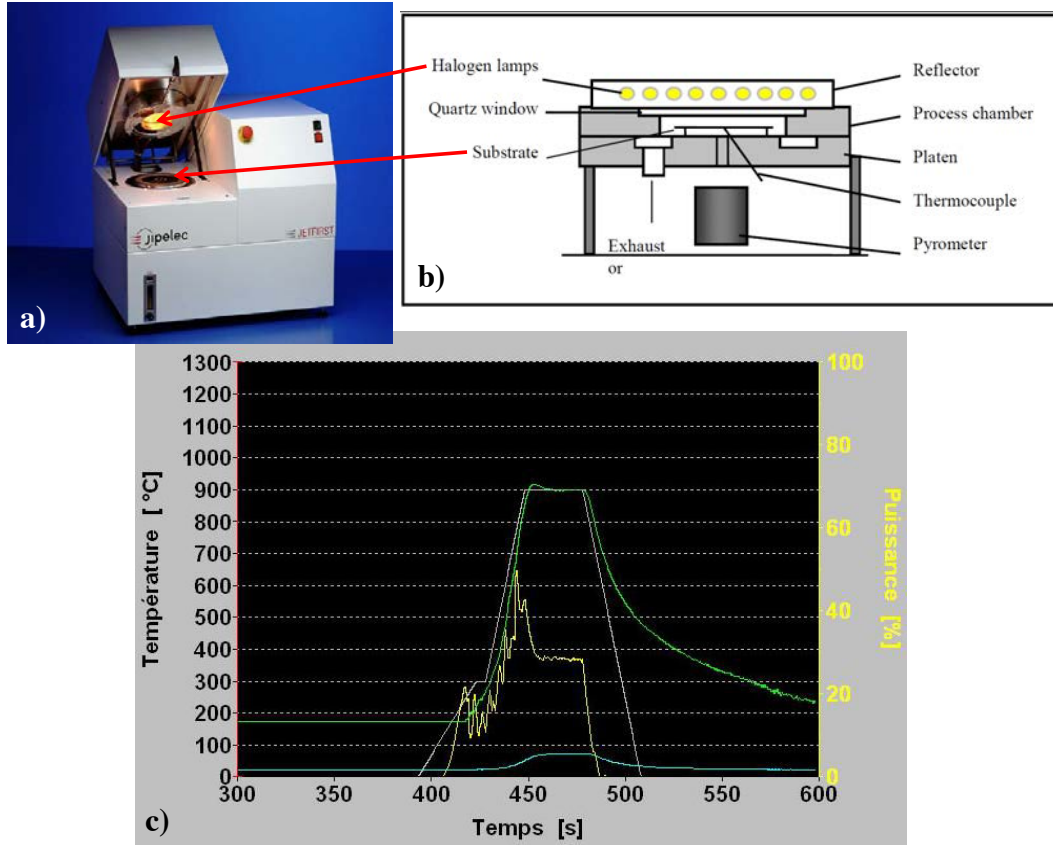 Halogen lamps
Quartz window
Substrate
Reflector
Process chamber
Platen
Thermocouple
Pyrometer
Exhaust
or
jipelec
JETFIRST
a)
b)
1300
1200
1100
1000
900
800
700
600
500
400
300
200
100
0
Température [°C]
100
80
60
40
20
0
Puissance [%]
300 400 450 500 550 600
Temps [s]
c)